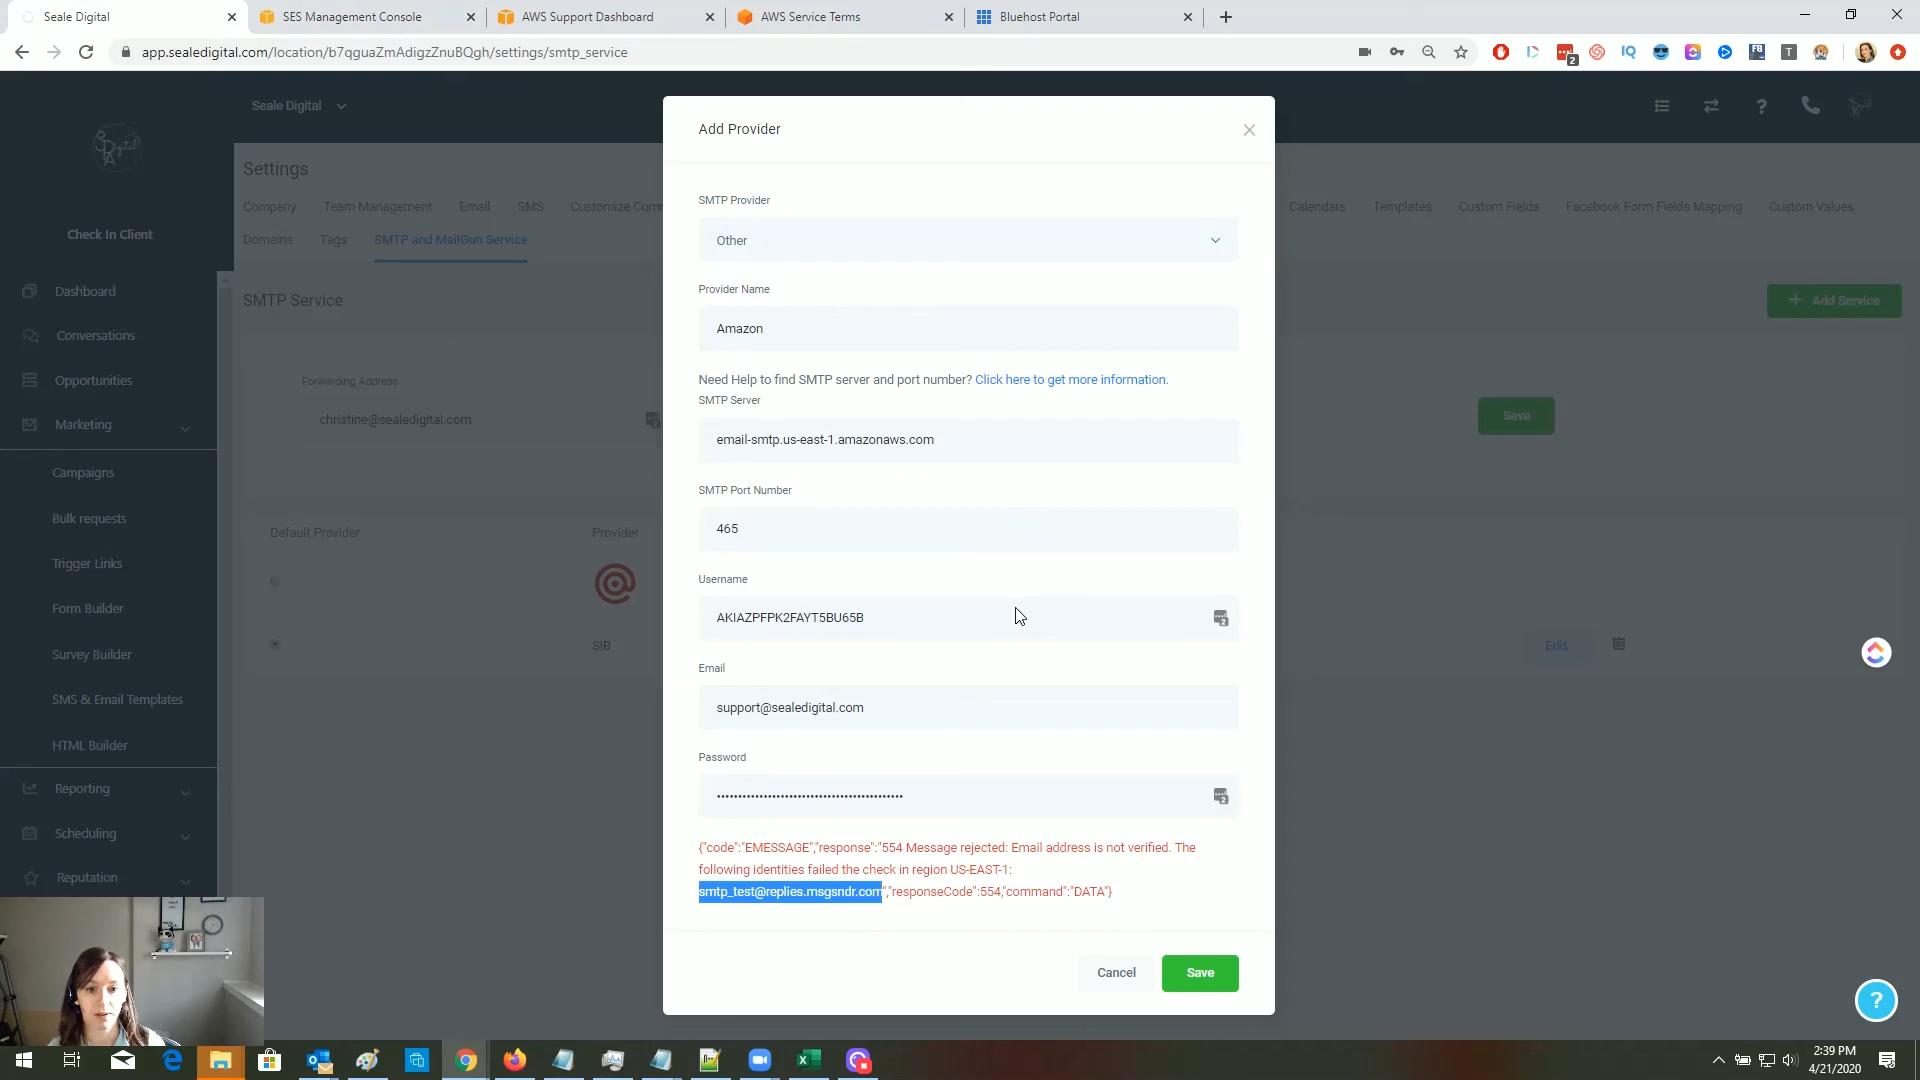 Seale Digital
SES Management Console
AWS Support Dashboard
AWS Service Terms
Bluehost Portal
app.sealedigital.com/location/b7qguaZmAdigzZnuBQgh/settings/smtp_service
Seale Digital
Check In Client
Dashboard
Conversations
Opportunities
Marketing
Campaigns
Bulk requests
Trigger Links
Form Builder
Survey Builder
SMS & Email Templates
HTML Builder
Reporting
Scheduling
Reputation
Settings
Company Team Management Email SMS Customize Com
Calendars Templates Custom Fields Facebook Form Fields Mapping Custom Values
Domains Tags SMTP and MailGun Service
SMTP Service
+ Add Service
Forwarding Address
christine@sealedigital.com
Save
Default Provider Provider
SIB
Edit
Add Provider
SMTP Provider
Other
Provider Name
Amazon
Need Help to find SMTP server and port number? Click here to get more information.
SMTP Server
email-smtp.us-east-1.amazonaws.com
SMTP Port Number
465
Username
AKIAZPFPK2FAYT5BU65B
Email
support@sealedigital.com
Password
{"code":"EMESSAGE","response":"554 Message rejected: Email address is not verified. The
following identities failed the check in region US-EAST-1:
smtp_test@replies.msgsndr.com","responseCode":554,"command":"DATA"}
Cancel
Save
2:39 PM
4/21/2020